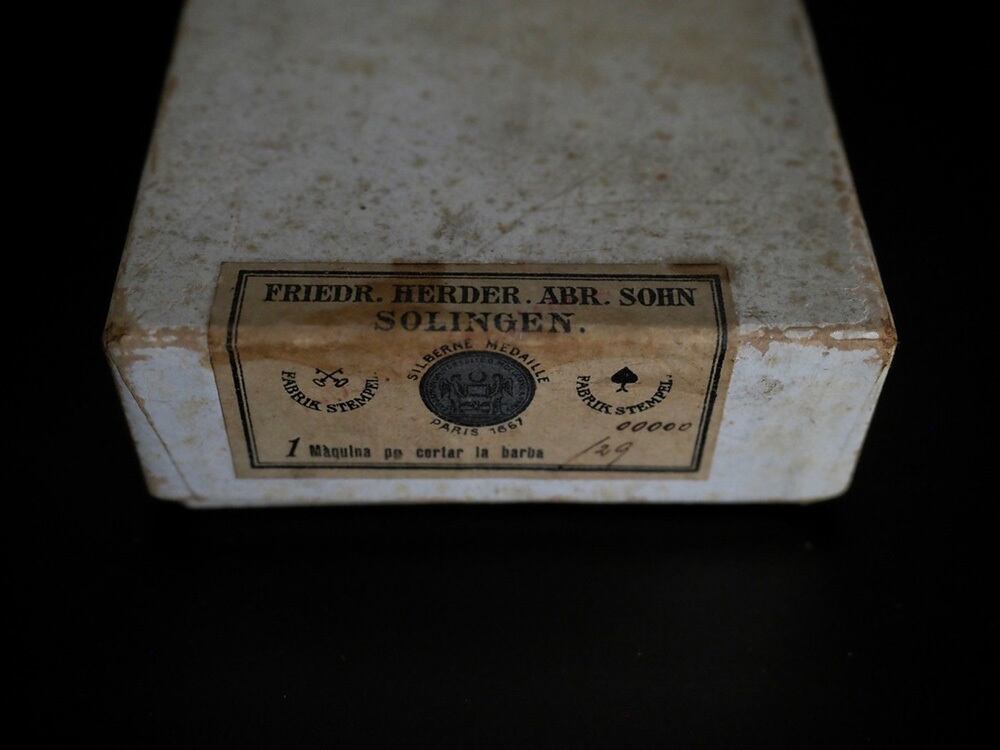 FRIEDR. HERDER. ABR. SOHN
SOLINGEN.
SILBERNE MEDAILLE
PARIS 1867
FABRIK STEMPEL.
FABRIK STEMPEL.
00000
1 Màquina pa cortar la barba /29